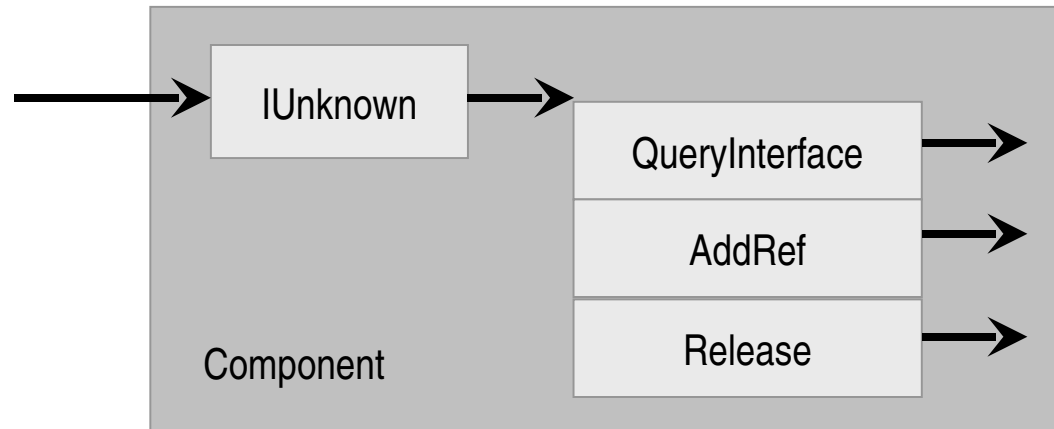 IUnknown
QueryInterface
AddRef
Release
Component